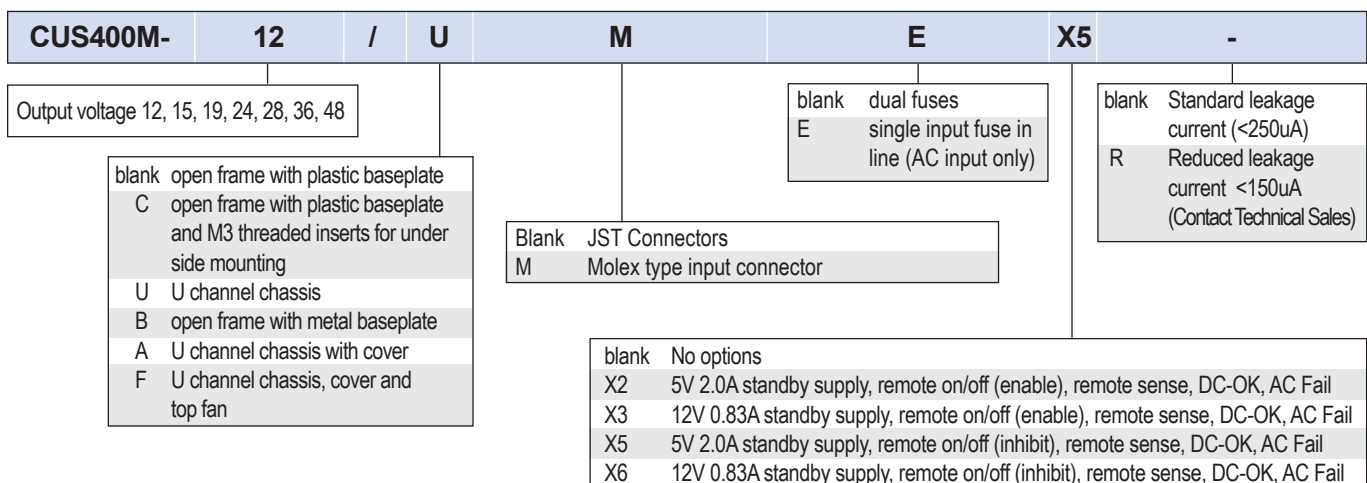 CUS400M- 12 / U M E X5 -
Output voltage 12, 15, 19, 24, 28, 36, 48
blank open frame with plastic baseplate
C open frame with plastic baseplate
and M3 threaded inserts for under
side mounting
U U channel chassis
B open frame with metal baseplate
A U channel chassis with cover
F U channel chassis, cover and
top fan
Blank JST Connectors
M Molex type input connector
blank dual fuses
E single input fuse in
line (AC input only)
blank No options
X2 5V 2.0A standby supply, remote on/off (enable), remote sense, DC-OK, AC Fail
X3 12V 0.83A standby supply, remote on/off (enable), remote sense, DC-OK, AC Fail
X5 5V 2.0A standby supply, remote on/off (inhibit), remote sense, DC-OK, AC Fail
X6 12V 0.83A standby supply, remote on/off (inhibit), remote sense, DC-OK, AC Fail
blank Standard leakage
current (<250uA)
R Reduced leakage
current <150uA
(Contact Technical Sales)